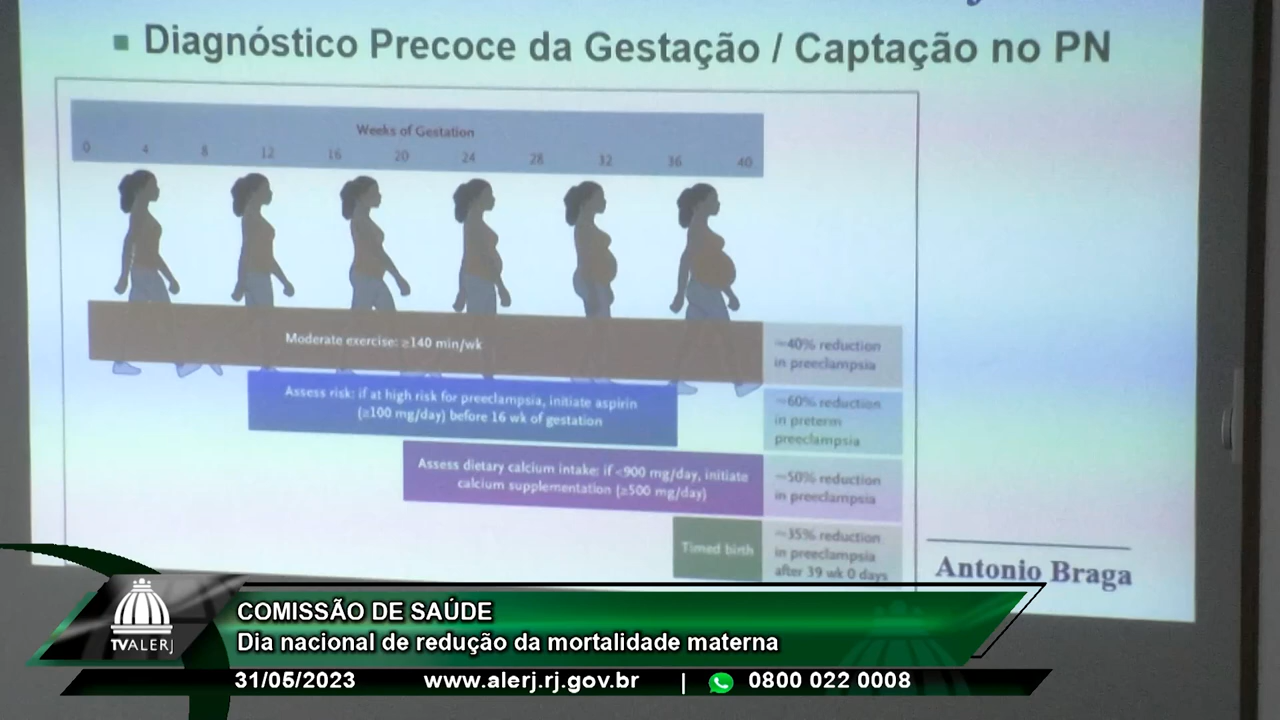 Diagnóstico Precoce da Gestação / Captação no PN
Weeks of Gestation
0 4 8 12 16 20 24 28 32 36 40
Moderate exercise: ≥140 min/wk
~40% reduction
in preeclampsia
Assess risk: if at high risk for preeclampsia, initiate aspirin
(≥100 mg/day) before 16 wk of gestation
~60% reduction
in preterm
preeclampsia
Assess dietary calcium intake: if <900 mg/day, initiate
calcium supplementation (≥500 mg/day)
~50% reduction
in preeclampsia
Timed birth
~35% reduction
in preeclampsia
after 39 wk 0 days
Antonio Braga
TVALERJ
COMISSÃO DE SAÚDE
Dia nacional de redução da mortalidade materna
31/05/2023 www.alerj.rj.gov.br | 0800 022 0008